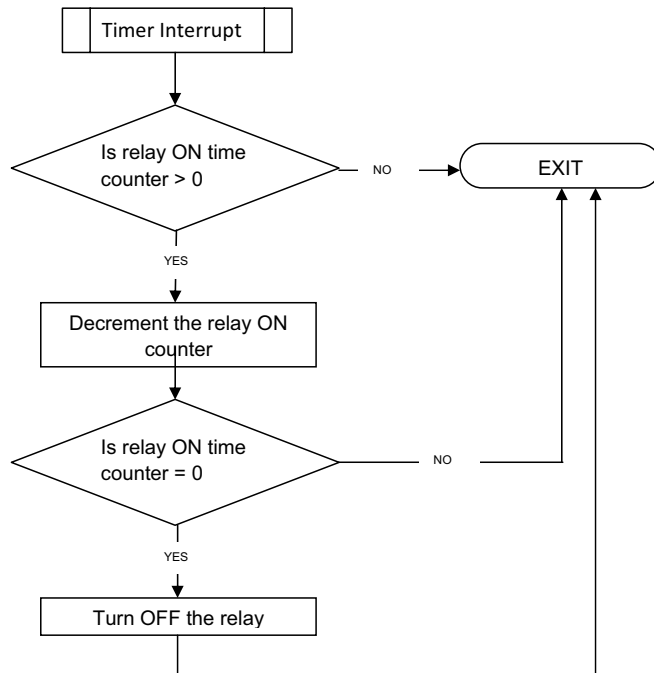 Timer Interrupt
Is relay ON time
counter > 0
NO
EXIT
YES
Decrement the relay ON
counter
Is relay ON time
counter = 0
NO
YES
Turn OFF the relay